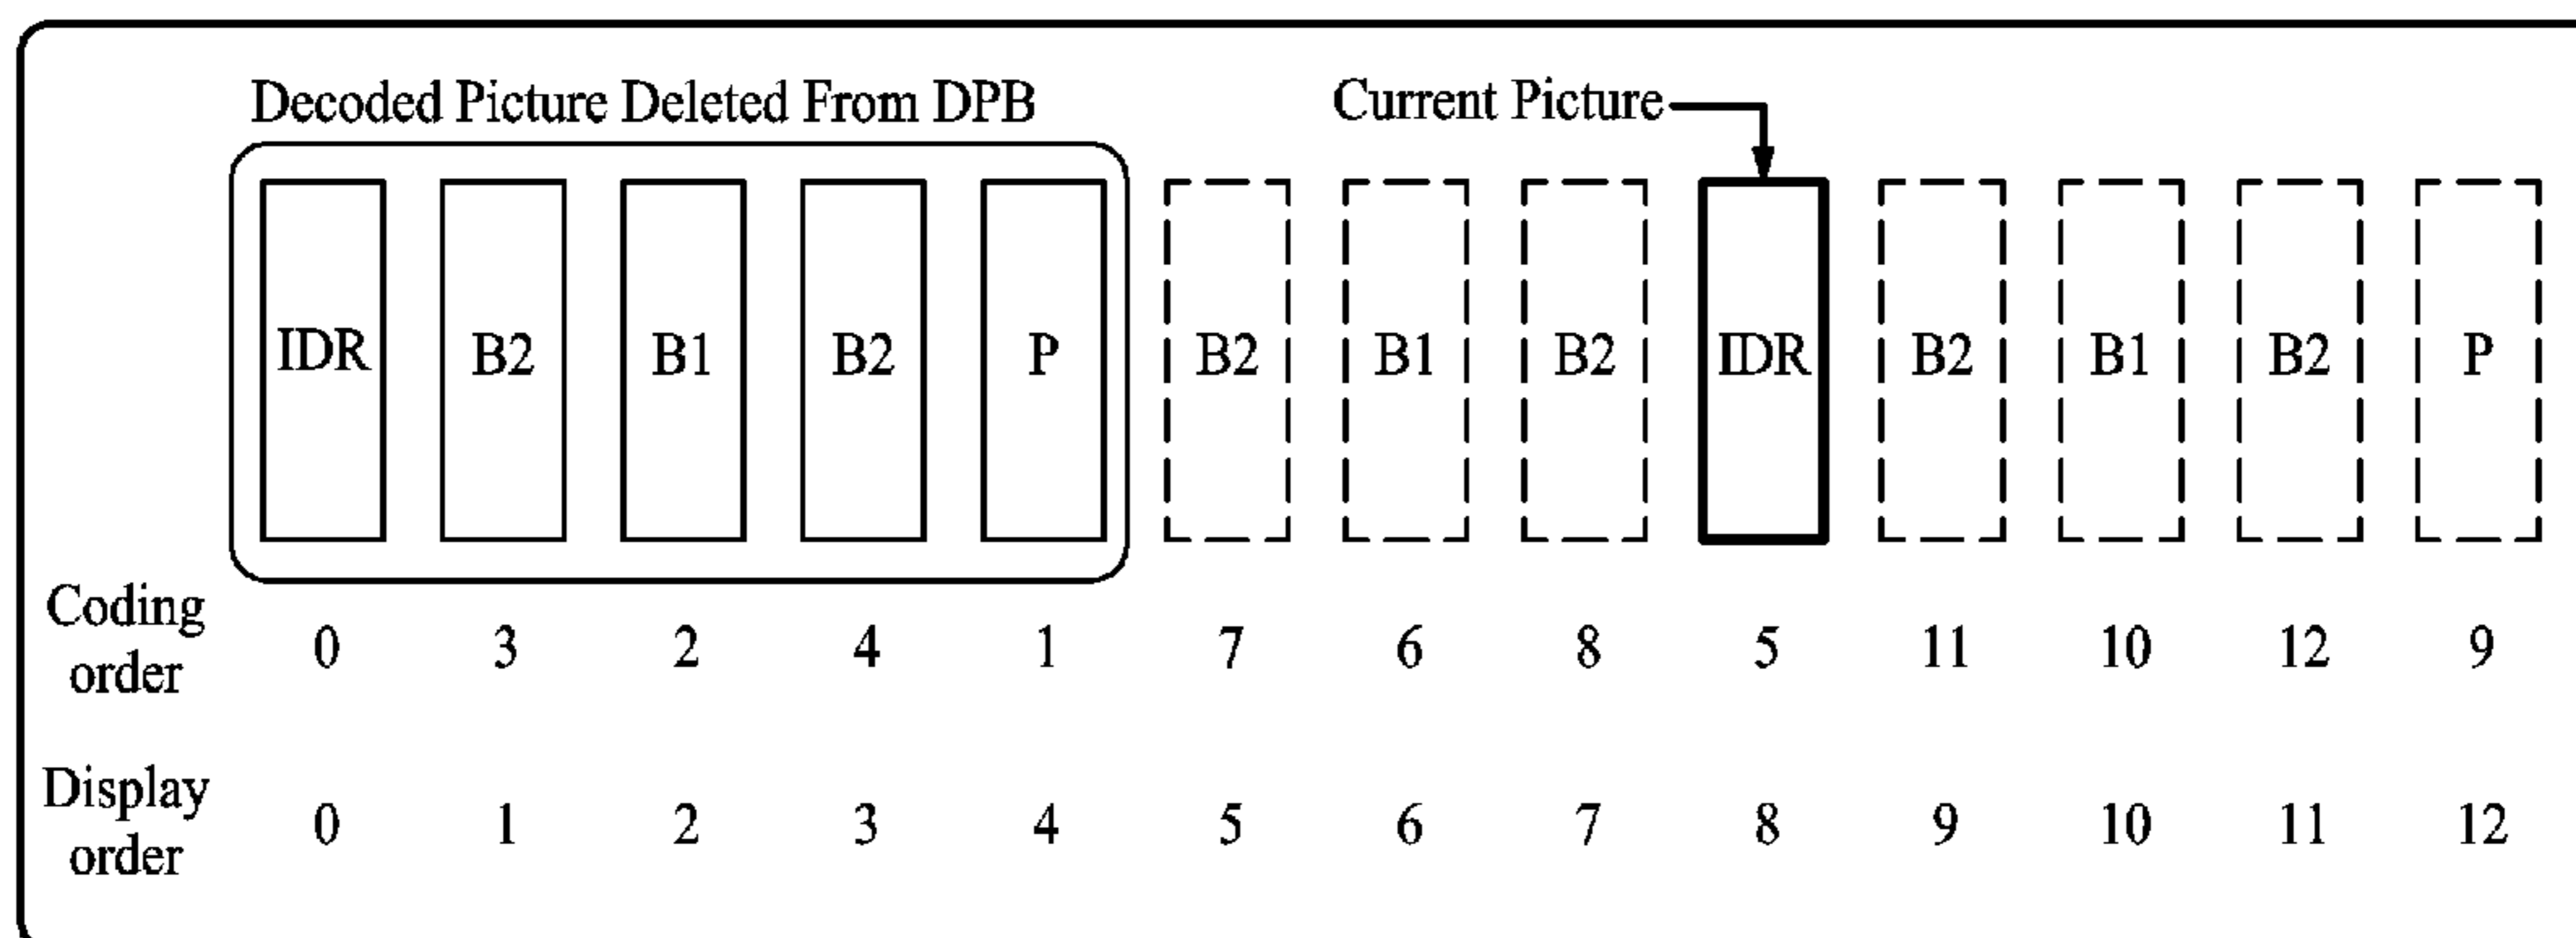 Decoded Picture Deleted From DPB
Current Picture
IDR B2 B1 B2 P B2 B1 B2 IDR B2 B1 B2 P
Coding order 0 3 2 4 1 7 6 8 5 11 10 12 9
Display order 0 1 2 3 4 5 6 7 8 9 10 11 12